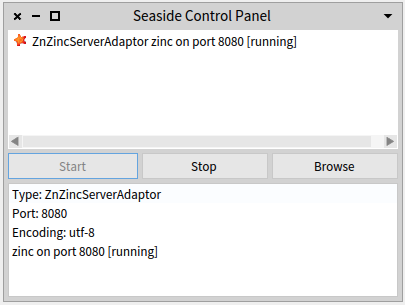 Seaside Control Panel
ZnZincServerAdaptor zinc on port 8080 [running]
Start Stop Browse
Type: ZnZincServerAdaptor
Port: 8080
Encoding: utf-8
zinc on port 8080 [running]